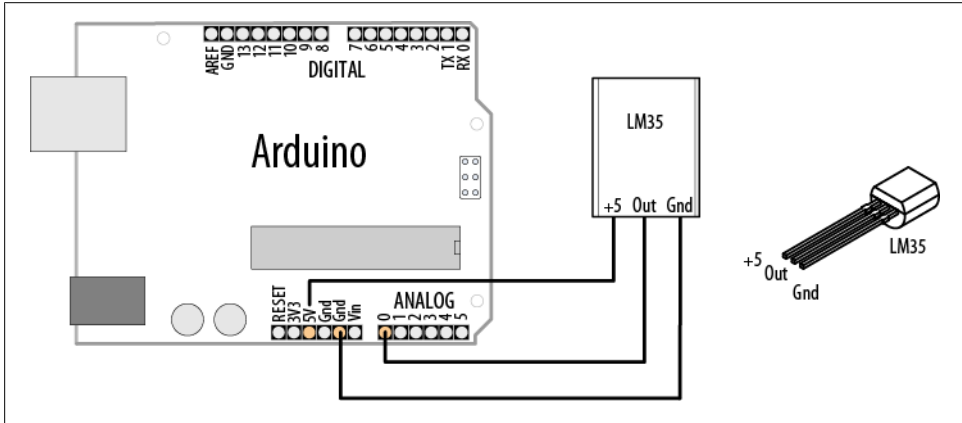 AREF
GND
13
12
11
10
9
8
7
6
5
4
3
2
TX 1
RX 0
DIGITAL
Arduino
LM35
+5 Out Gnd
+5
Out
Gnd
LM35
RESET
3V3
5V
Gnd
Gnd
Vin
ANALOG
0
1
2
3
4
5